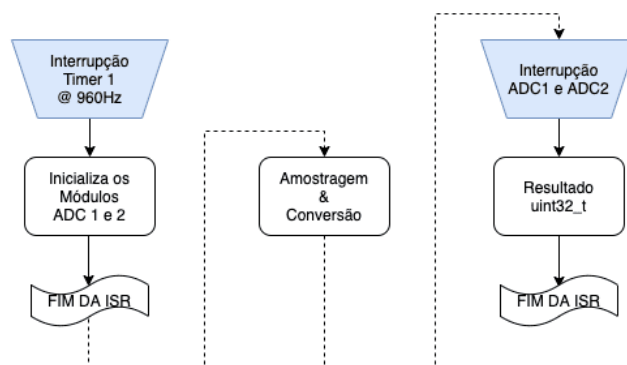 Interrupção
Timer 1
@ 960Hz
Inicializa os
Módulos
ADC 1 e 2
FIM DA ISR
Amostragem
&
Conversão
Interrupção
ADC1 e ADC2
Resultado
uint32_t
FIM DA ISR